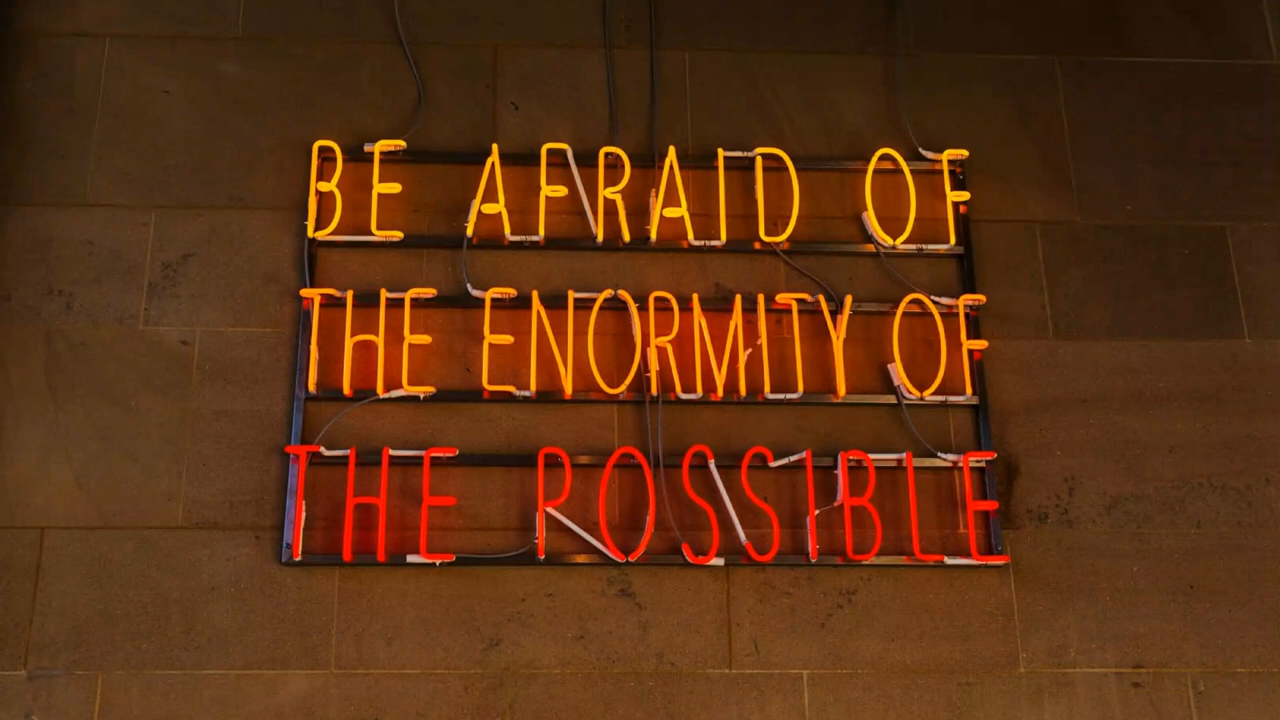 BE AFRAID OF
THE ENORMITY OF
THE POSSIBLE